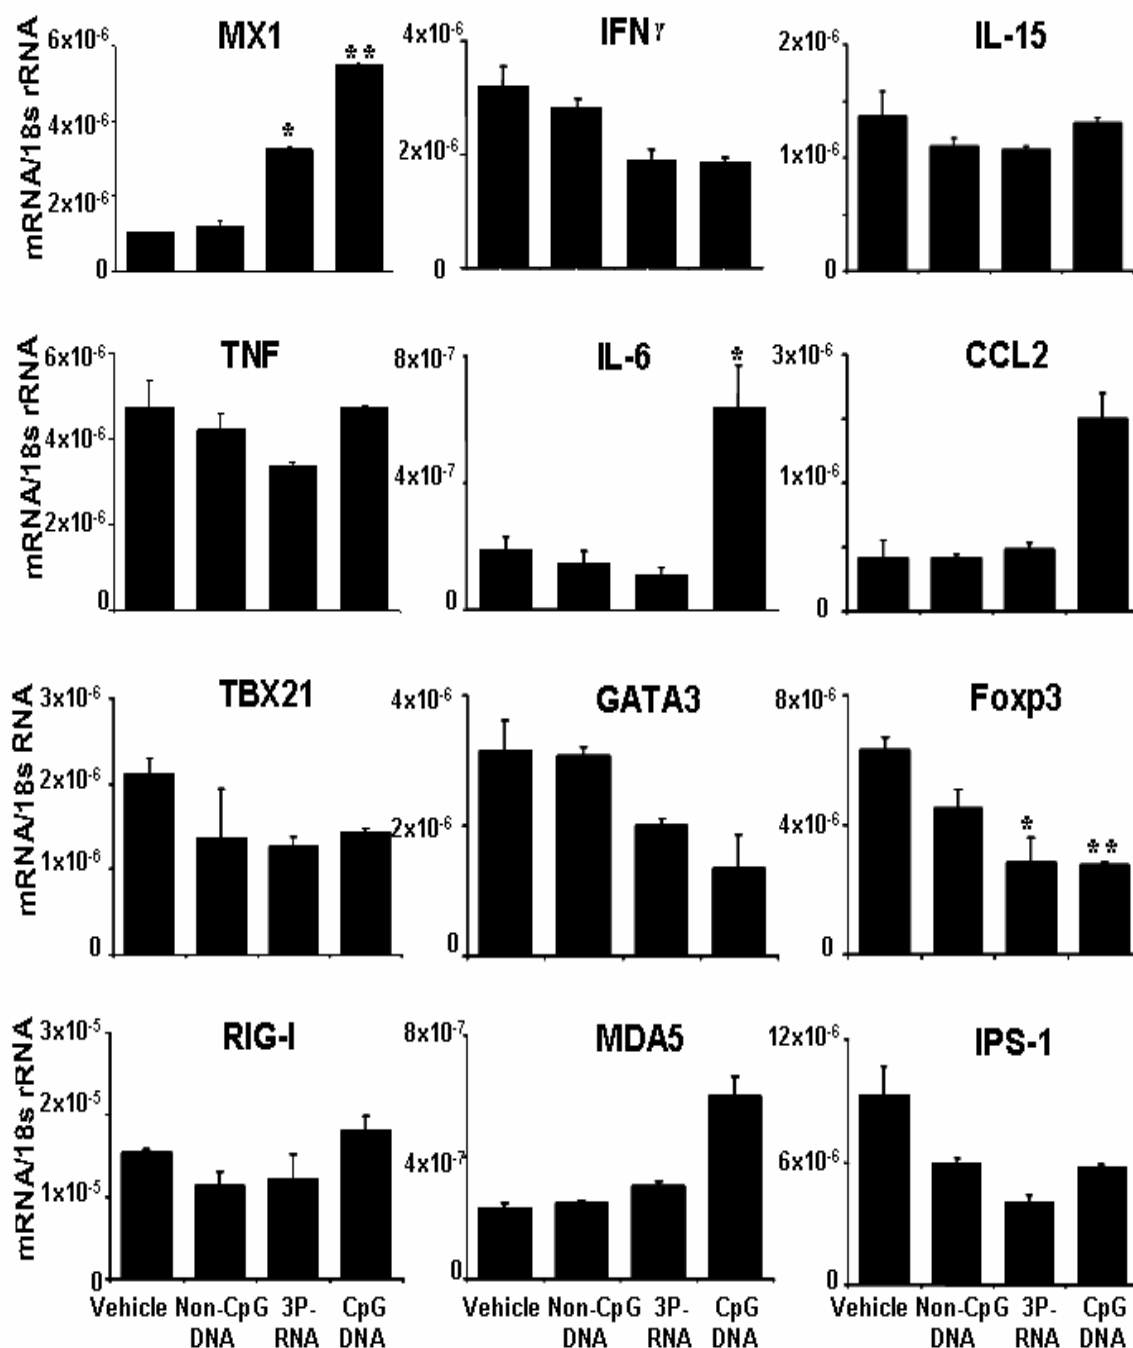 MX1
mRNA/18s rRNA
6x10-6
4x10-6
2x10-6
0
*
**
IFNγ
4x10-6
2x10-6
0
IL-15
2x10-6
1x10-6
0
TNF
mRNA/18s rRNA
6x10-6
4x10-6
2x10-6
0
IL-6
8x10-7
4x10-7
0
*
CCL2
3x10-6
1x10-6
0
TBX21
mRNA/18s RNA
3x10-6
2x10-6
1x10-6
0
GATA3
4x10-6
2x10-6
0
Foxp3
8x10-6
4x10-6
0
*
**
RIG-I
mRNA/18s rRNA
3x10-5
2x10-5
1x10-5
0
MDA5
8x10-7
4x10-7
0
IPS-1
12x10-6
6x10-6
0
Vehicle Non-CpG 3P- CpG
DNA RNA DNA
Vehicle Non-CpG 3P- CpG
DNA RNA DNA
Vehicle Non-CpG 3P- CpG
DNA RNA DNA